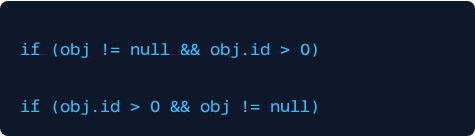 if (obj != null && obj.id > 0)
if (obj.id > 0 && obj != null)